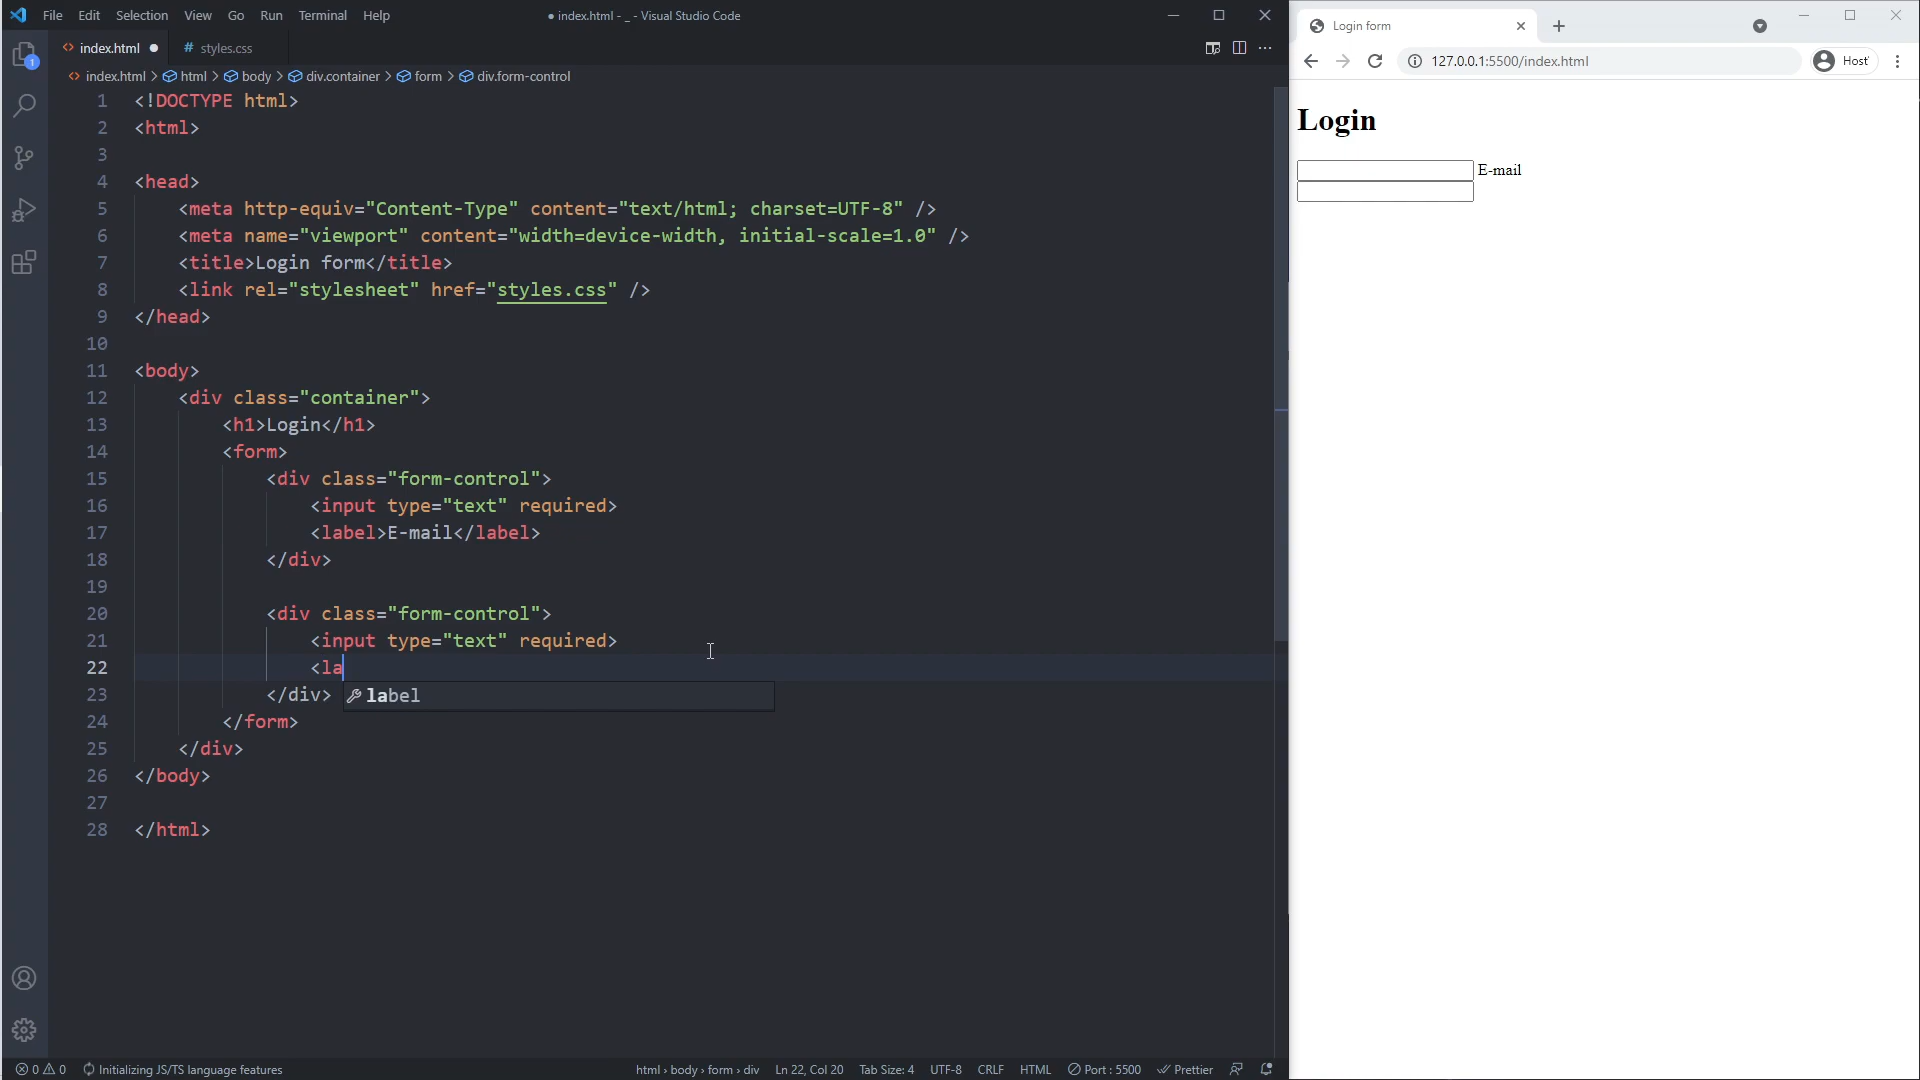 File Edit Selection View Go Run Terminal Help
● index.html - _ - Visual Studio Code
index.html ● # styles.css
index.html > html > body > div.container > form > div.form-control
1 <!DOCTYPE html>
2 <html>
3
4 <head>
5 <meta http-equiv="Content-Type" content="text/html; charset=UTF-8" />
6 <meta name="viewport" content="width=device-width, initial-scale=1.0" />
7 <title>Login form</title>
8 <link rel="stylesheet" href="styles.css" />
9 </head>
10
11 <body>
12 <div class="container">
13 <h1>Login</h1>
14 <form>
15 <div class="form-control">
16 <input type="text" required>
17 <label>E-mail</label>
18 </div>
19
20 <div class="form-control">
21 <input type="text" required>
22 <la
23 </div> label
24 </form>
25 </div>
26 </body>
27
28 </html>
1
0 0 Initializing JS/TS language features
html › body › form › div Ln 22, Col 20 Tab Size: 4 UTF-8 CRLF HTML Port : 5500 Prettier
Login form
127.0.0.1:5500/index.html Hosť
Login
E-mail